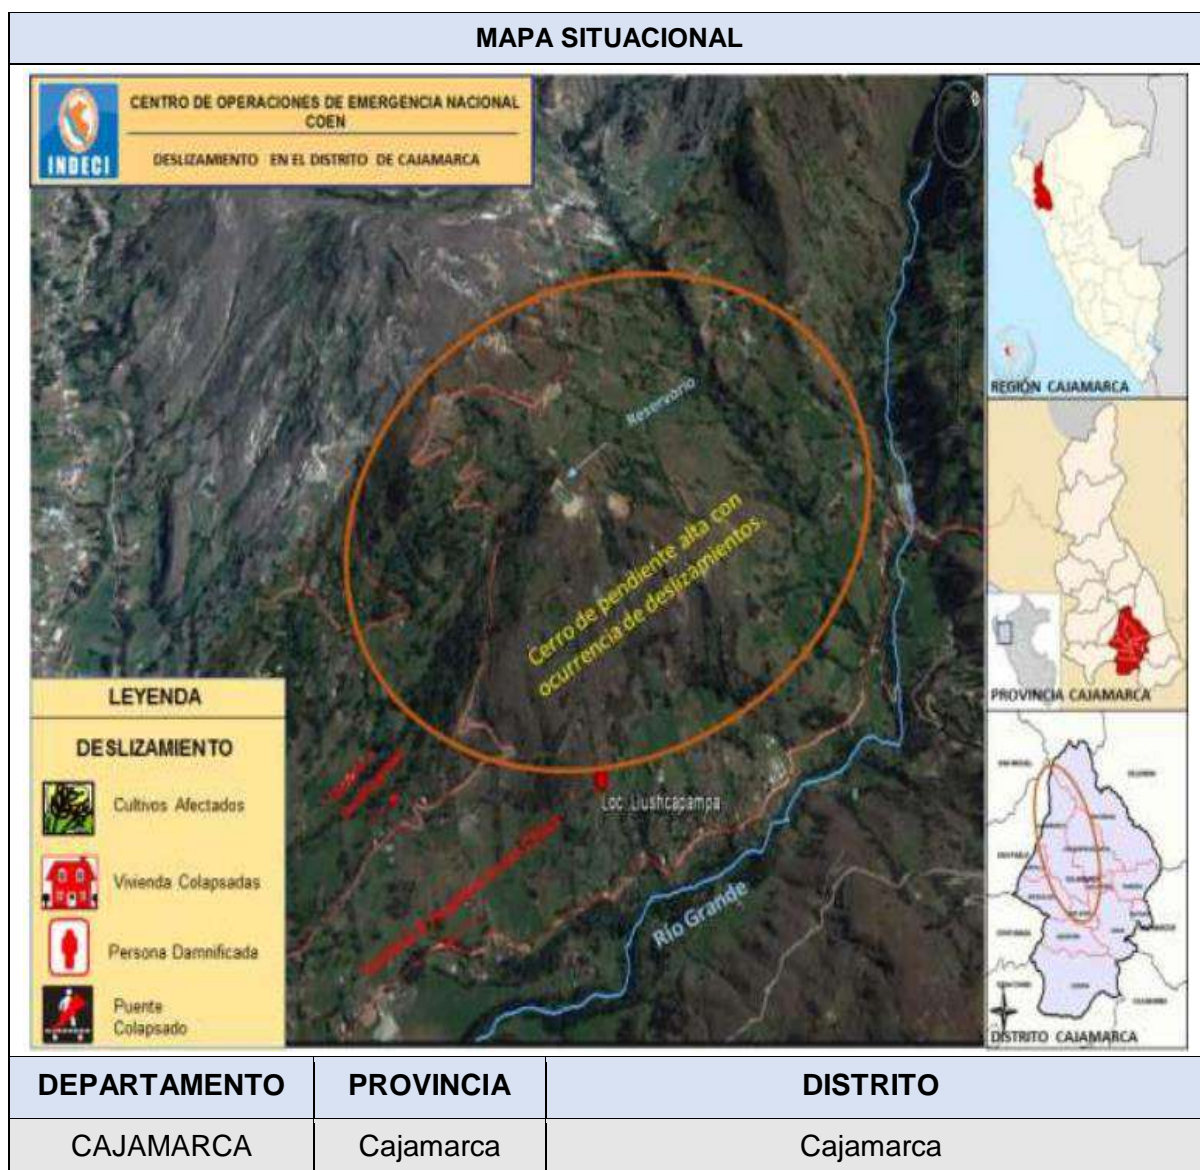 MAPA SITUACIONAL
INDECI
CENTRO DE OPERACIONES DE EMERGENCIA NACIONAL
COEN
DESLIZAMIENTO EN EL DISTRITO DE CAJAMARCA
Reservorio
Cerro de pendiente alta con
ocurrencia de deslizamientos.
Loc. Llushcapampa
Río Grande
LEYENDA
DESLIZAMIENTO
Cultivos Afectados
Vivienda Colapsadas
Persona Damnificada
Puente
Colapsado
REGIÓN CAJAMARCA
PROVINCIA CAJAMARCA
DISTRITO CAJAMARCA
DEPARTAMENTO
PROVINCIA
DISTRITO
CAJAMARCA
Cajamarca
Cajamarca